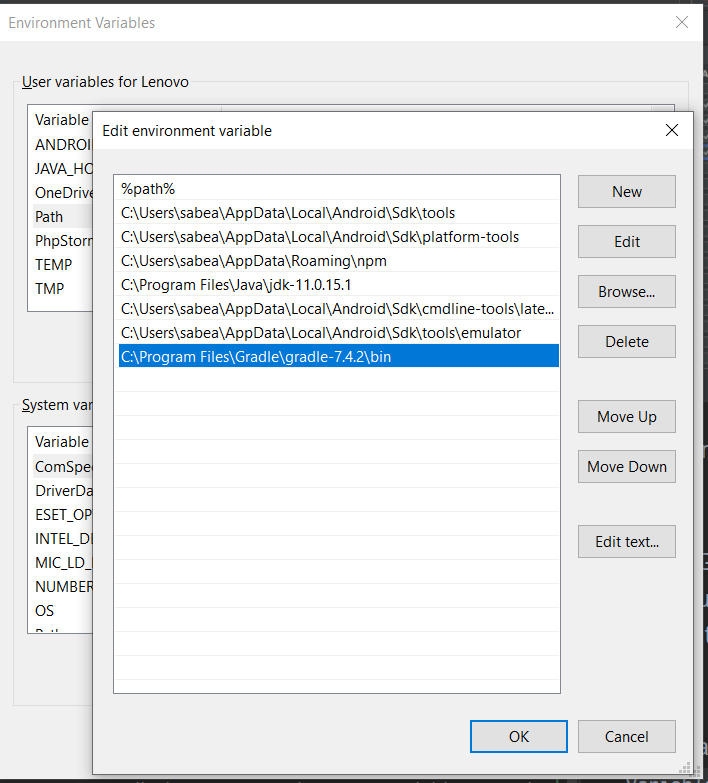 Environment Variables
User variables for Lenovo
Variable
Edit environment variable
ANDROI
JAVA_HO
OneDrive
Path
PhpStorr
TEMP
TMP
%path%
C:\Users\sabea\AppData\Local\Android\Sdk\tools
C:\Users\sabea\AppData\Local\Android\Sdk\platform-tools
C:\Users\sabea\AppData\Roaming\npm
C:\Program Files\Java\jdk-11.0.15.1
C:\Users\sabea\AppData\Local\Android\Sdk\cmdline-tools\late...
C:\Users\sabea\AppData\Local\Android\Sdk\tools\emulator
C:\Program Files\Gradle\gradle-7.4.2\bin
New
Edit
Browse...
Delete
Move Up
Move Down
Edit text...
System var
Variable
ComSpec
DriverDa
ESET_OP
INTEL_DE
MIC_LD_
NUMBER
OS
OK
Cancel